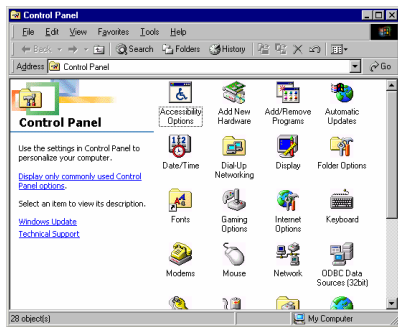 Control Panel
File Edit View Favorites Tools Help
Back Search Folders History
Address Control Panel Go
Control Panel
Use the settings in Control Panel to
personalize your computer.
Display only commonly used Control
Panel options.
Select an item to view its description.
Windows Update
Technical Support
Accessibility
Options
Add New
Hardware
Add/Remove
Programs
Automatic
Updates
Date/Time
Dial-Up
Networking
Display
Folder Options
Fonts
Gaming
Options
Internet
Options
Keyboard
Modems
Mouse
Network
ODBC Data
Sources (32bit)
28 object(s)
My Computer